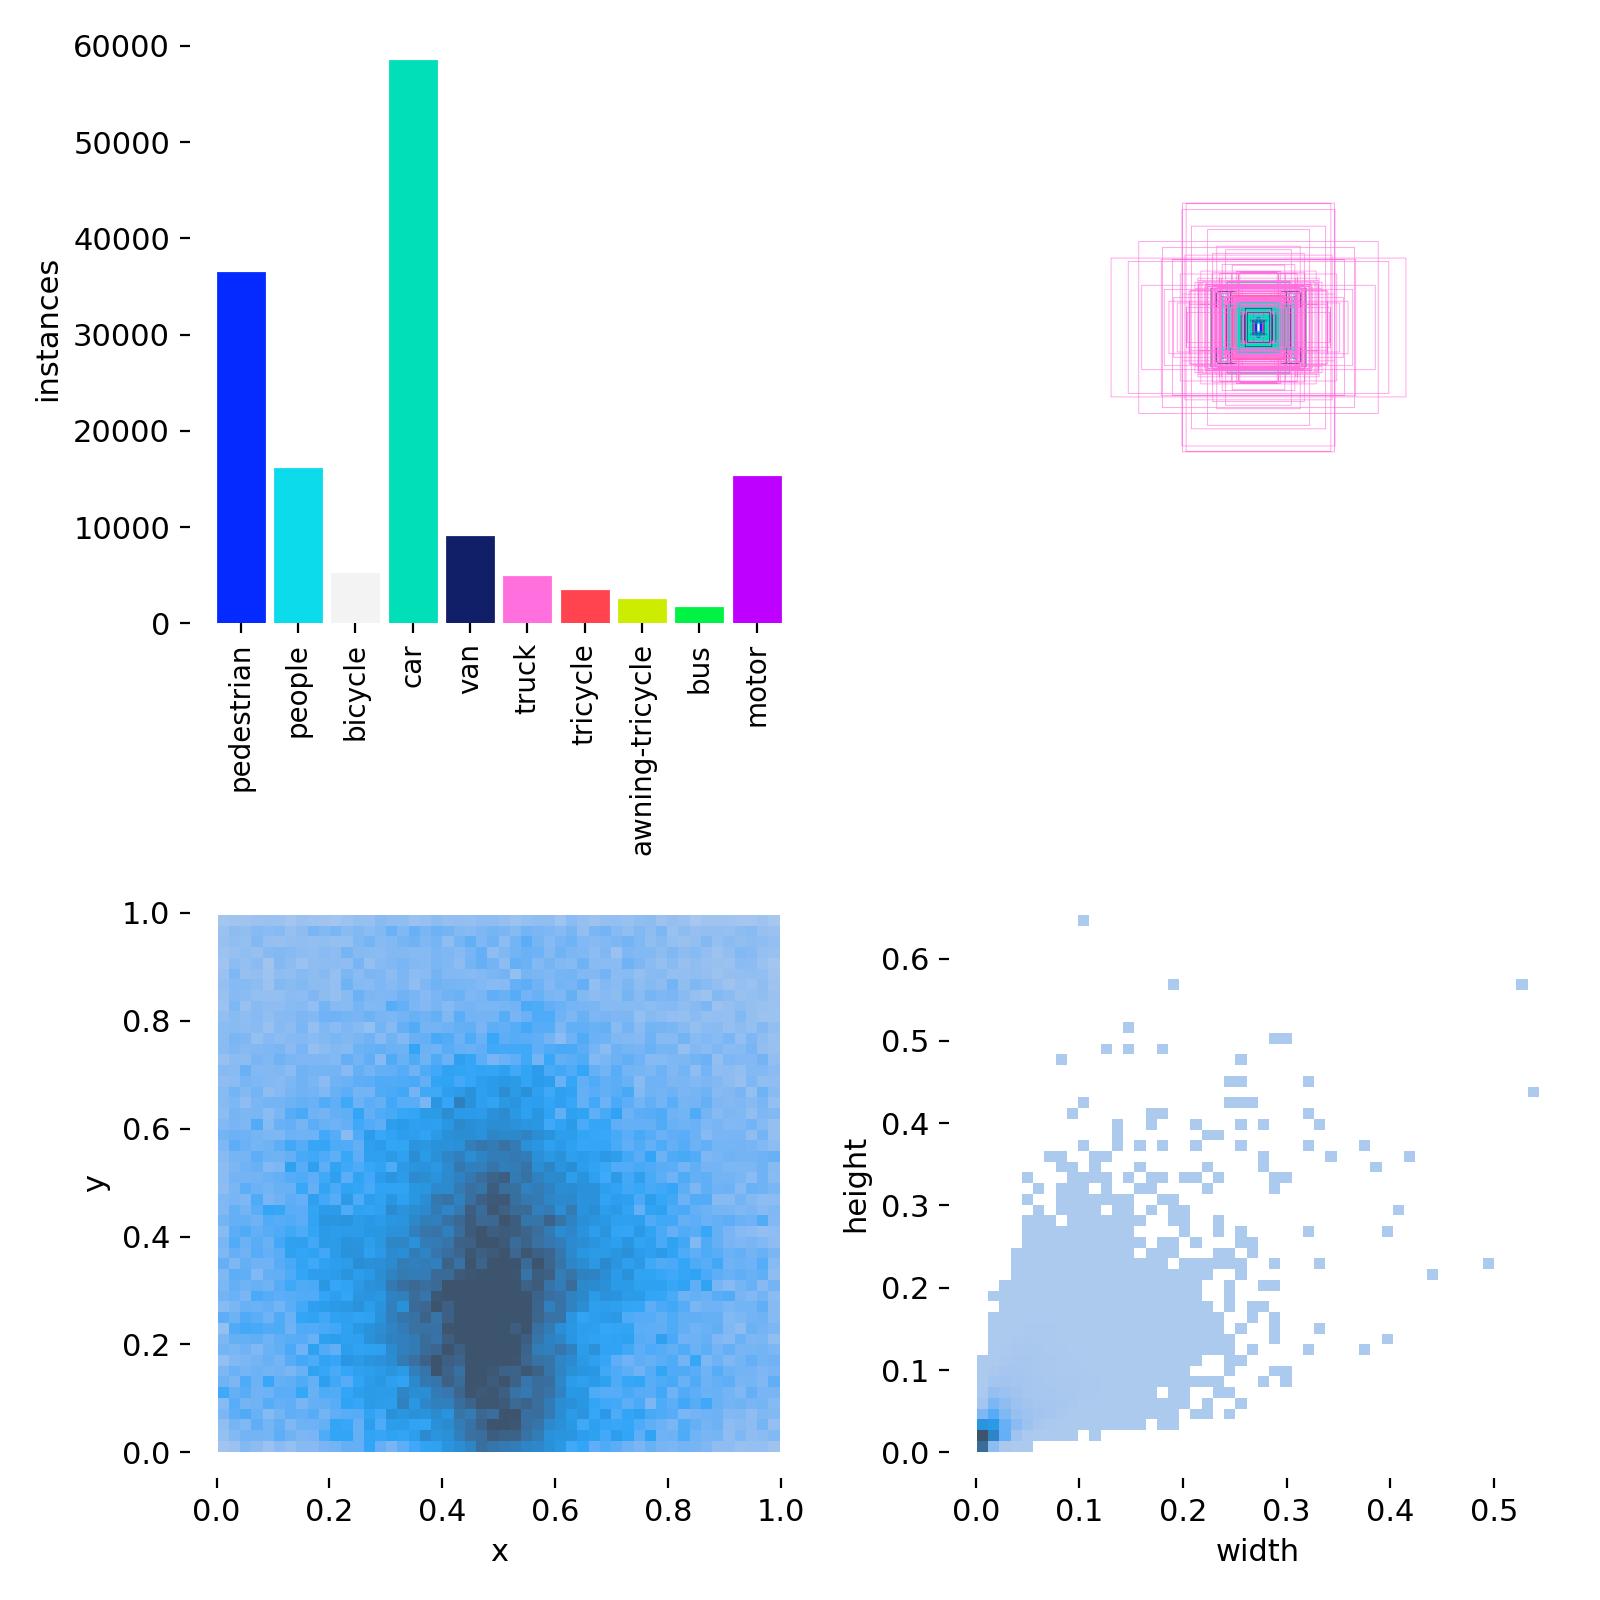 60000
50000
40000
30000
20000
10000
0
instances
pedestrian
people
bicycle
car
van
truck
tricycle
awning-tricycle
bus
motor
1.0
0.8
0.6
0.4
0.2
0.0
y
0.0 0.2 0.4 0.6 0.8 1.0
x
0.6
0.5
0.4
0.3
0.2
0.1
0.0
height
0.0 0.1 0.2 0.3 0.4 0.5
width